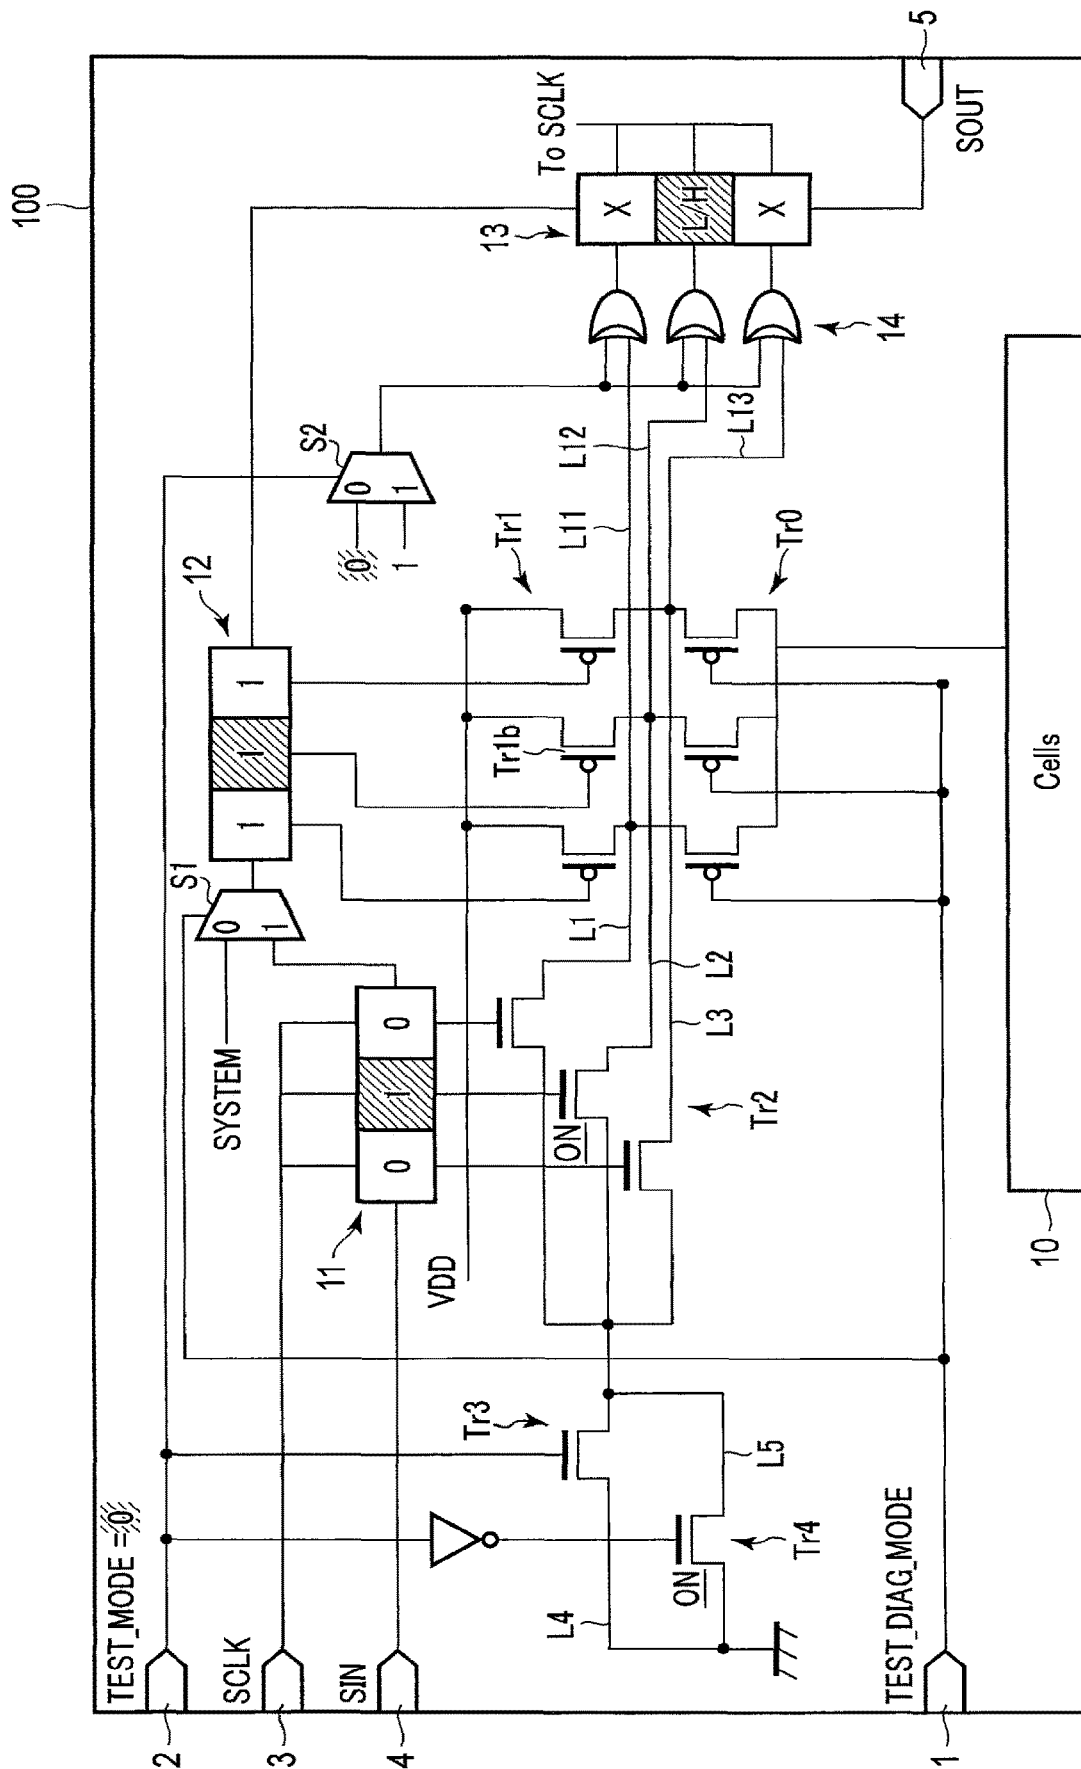 100
TEST_MODE =0
2
SCLK
3
SIN
4
TEST_DIAG_MODE
1
SOUT
5
SYSTEM
S1
0
1
12
1
1
1
S2
0
1
0
1
11
0
1
0
VDD
Tr3
Tr4
ON
L4
L5
ON
Tr2
L1
L2
L3
Tr1
Tr1b
Tr0
L11
L12
L13
14
13
X
L/H
X
To SCLK
Cells
10